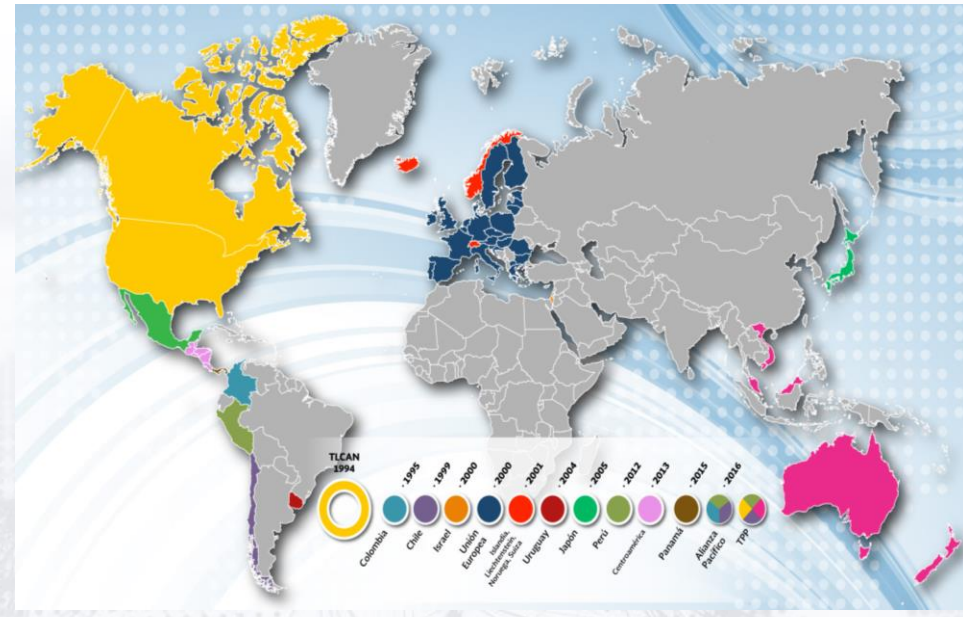 TLCAN
1994
- 1995
- 1999
- 2000
- 2000
- 2001
- 2004
- 2005
- 2012
- 2013
- 2015
- 2016
Colombia
Chile
Israel
Unión
Europea
Islandia,
Liechtenstein,
Noruega, Suiza
Uruguay
Japón
Perú
Centroamérica
Panamá
Alianza
Pacífico
TPP